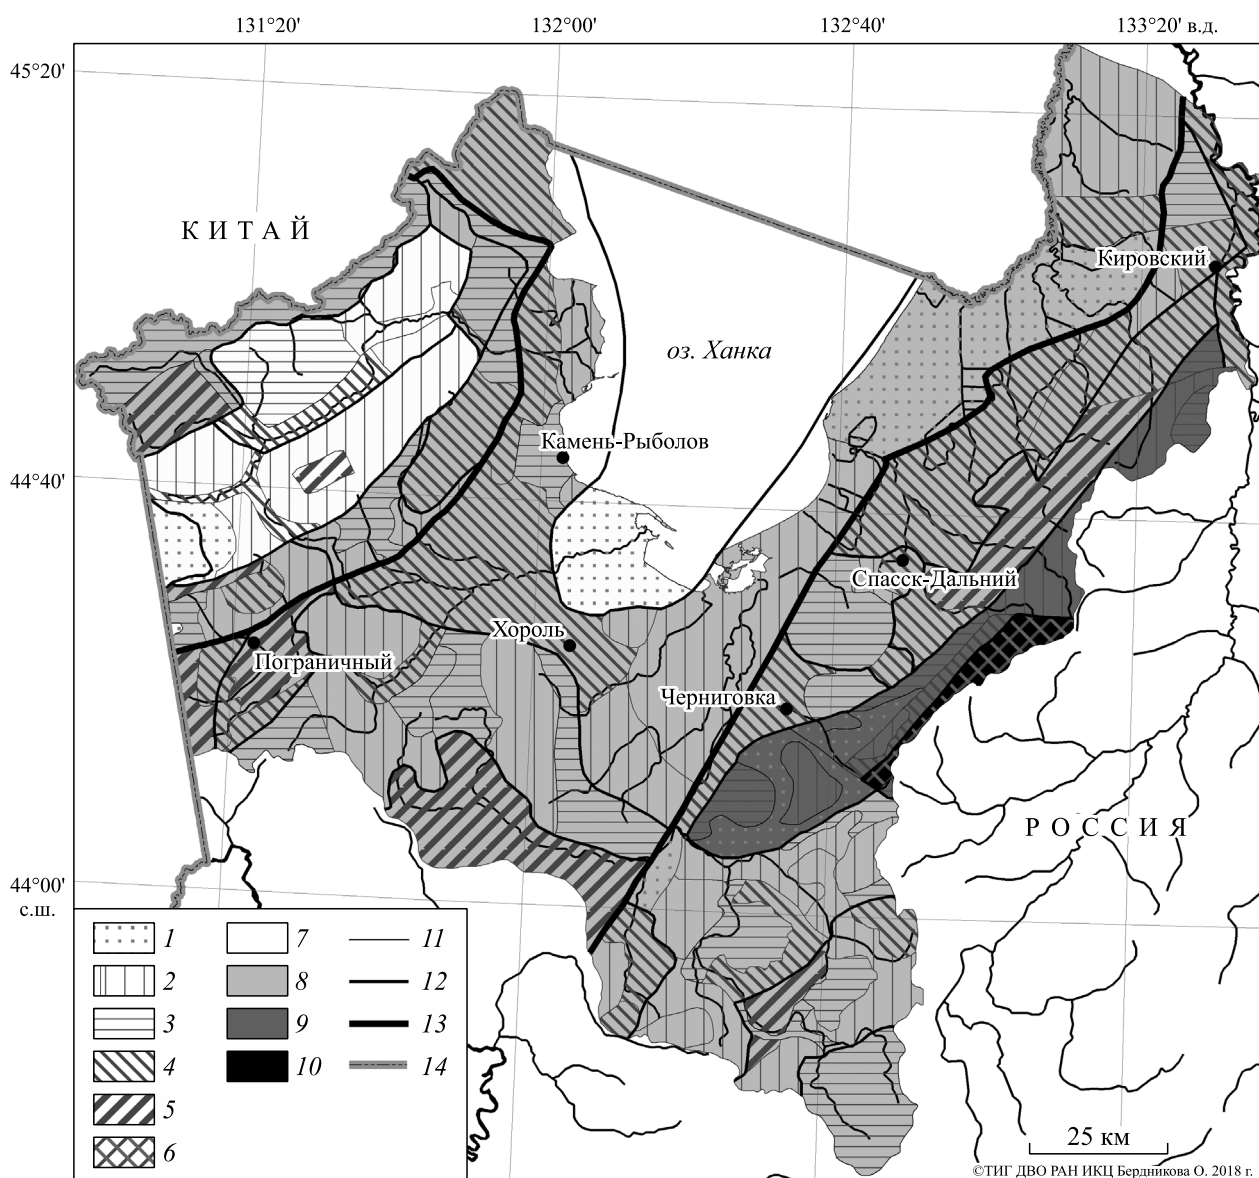 131°20'
132°00'
132°40'
133°20' в.д.
45°20'
КИТАЙ
Кировский
оз. Ханка
Камень-Рыболов
44°40'
Спасск-Дальний
Хороль
Пограничный
Черниговка
РОССИЯ
44°00'
с.ш.
1
7
11
2
8
12
3
9
13
4
10
14
5
6
25 км
©ТИГ ДВО РАН ИКЦ Бердникова О. 2018 г.